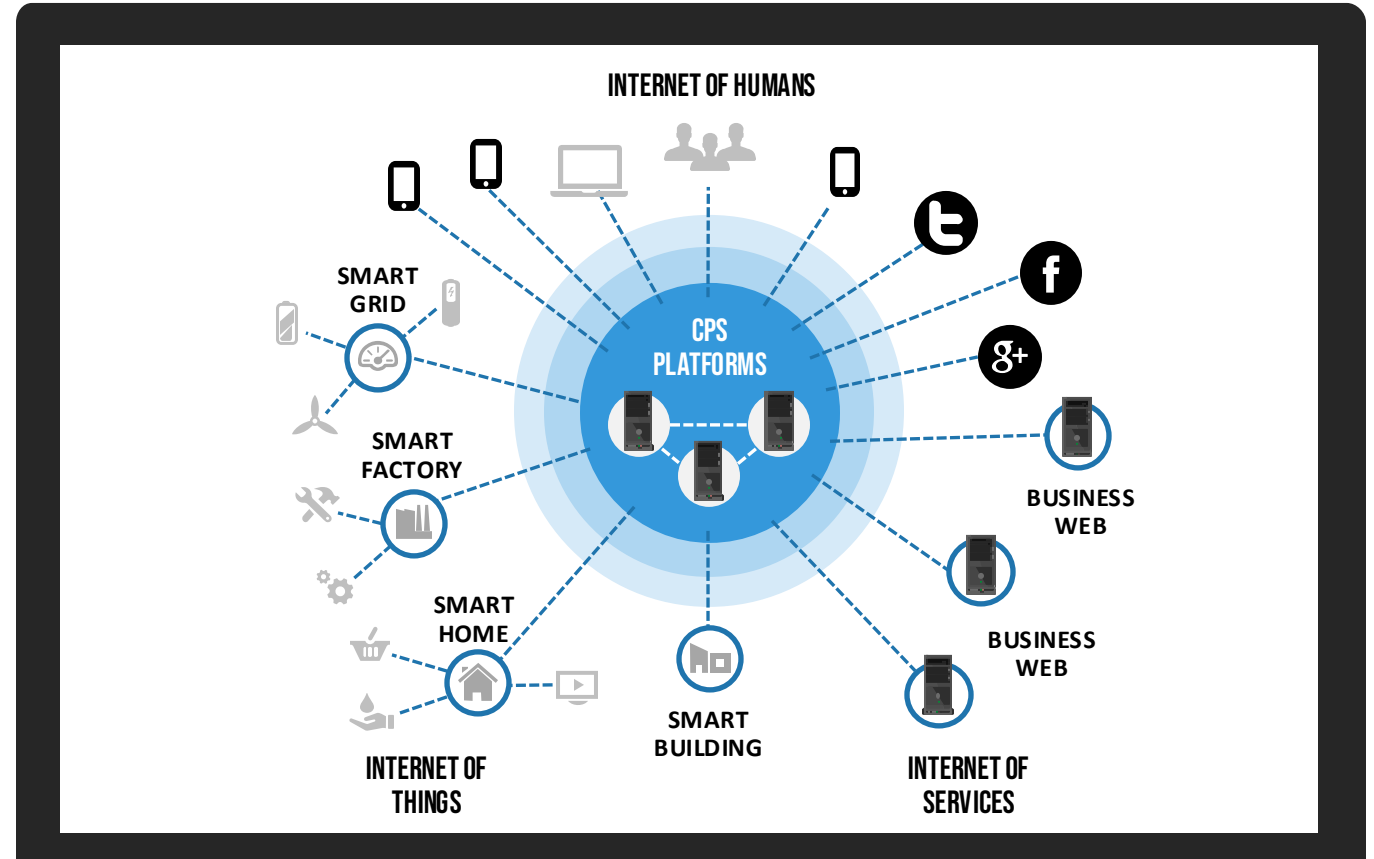 INTERNET OF HUMANS
t
f
SMART
GRID
CPS
PLATFORMS
g+
SMART
FACTORY
BUSINESS
WEB
SMART
HOME
BUSINESS
WEB
SMART
BUILDING
INTERNET OF
THINGS
INTERNET OF
SERVICES